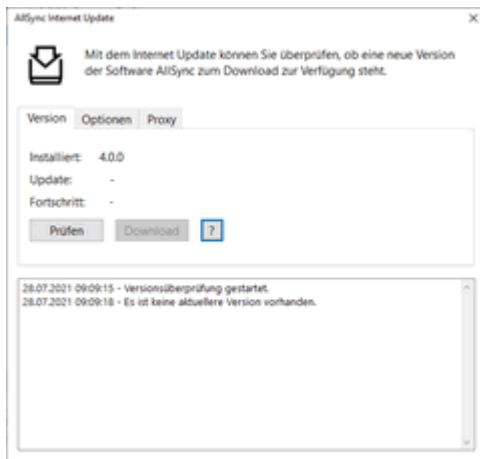 AllSync Internet Update
Mit dem Internet Update können Sie überprüfen, ob eine neue Version
der Software AllSync zum Download zur Verfügung steht.
Version Optionen Proxy
Installiert: 4.0.0
Update: -
Fortschritt: -
Prüfen Download ?
28.07.2021 09:09:15 - Versionsüberprüfung gestartet.
28.07.2021 09:09:18 - Es ist keine aktuellere Version vorhanden.